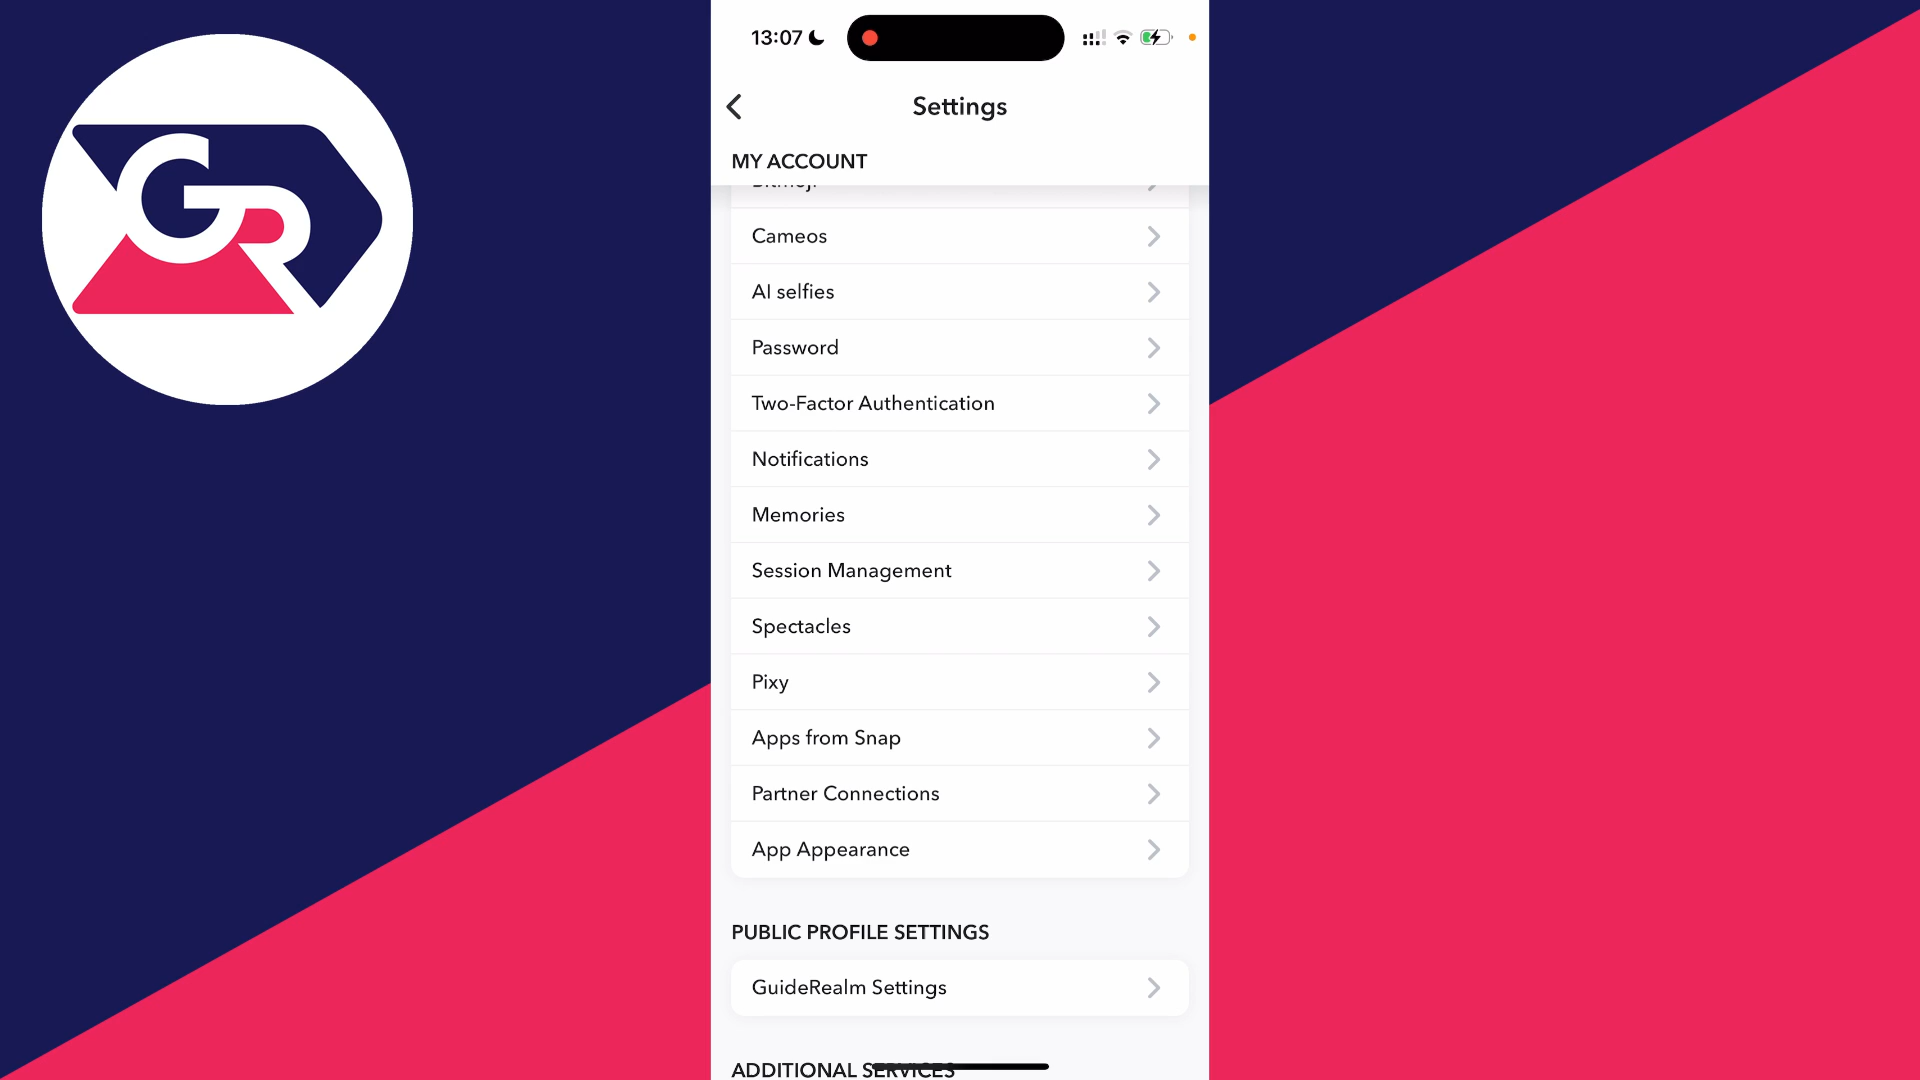 GR
13:07
Settings
MY ACCOUNT
Bitmoji
Cameos
AI selfies
Password
Two-Factor Authentication
Notifications
Memories
Session Management
Spectacles
Pixy
Apps from Snap
Partner Connections
App Appearance
PUBLIC PROFILE SETTINGS
GuideRealm Settings
ADDITIONAL SERVICES